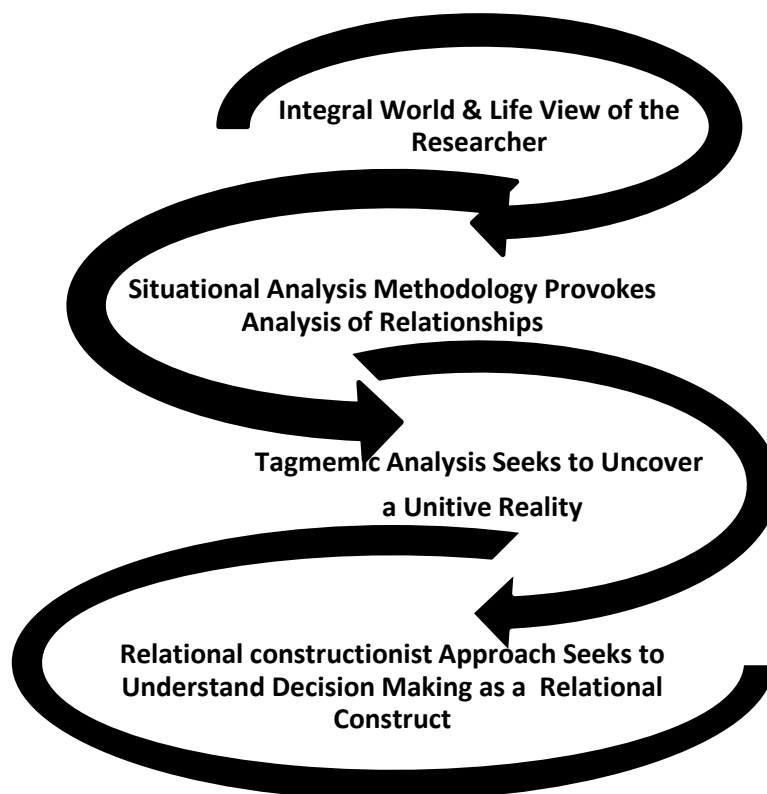 Integral World & Life View of the
Researcher
Situational Analysis Methodology Provokes
Analysis of Relationships
Tagmemic Analysis Seeks to Uncover
a Unitive Reality
Relational constructionist Approach Seeks to
Understand Decision Making as a  Relational
Construct